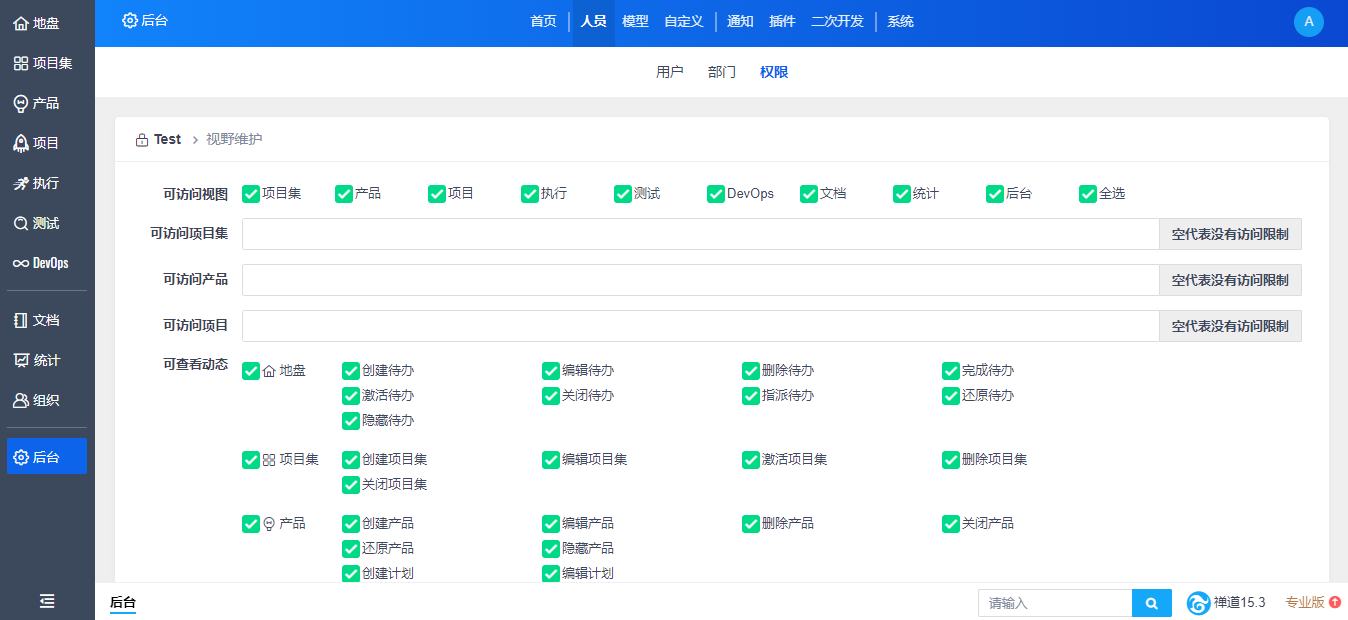 地盘
项目集
产品
项目
执行
测试
DevOps
文档
统计
组织
后台
后台
首页 人员 模型 自定义 通知 插件 二次开发 系统
A
用户 部门 权限
Test 视野维护
可访问视图 项目集 产品 项目 执行 测试 DevOps 文档 统计 后台 全选
可访问项目集 空代表没有访问限制
可访问产品 空代表没有访问限制
可访问项目 空代表没有访问限制
可查看动态 地盘 创建待办 编辑待办 删除待办 完成待办
激活待办 关闭待办 指派待办 还原待办
隐藏待办
项目集 创建项目集 编辑项目集 激活项目集 删除项目集
关闭项目集
产品 创建产品 编辑产品 删除产品 关闭产品
还原产品 隐藏产品
创建计划 编辑计划
后台 请输入 禅道15.3 专业版